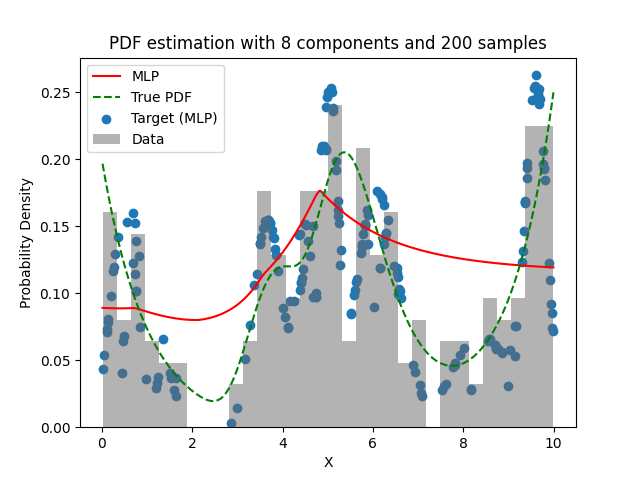 PDF estimation with 8 components and 200 samples
MLP
True PDF
Target (MLP)
Data
Probability Density
0.25
0.20
0.15
0.10
0.05
0.00
0 2 4 6 8 10
X